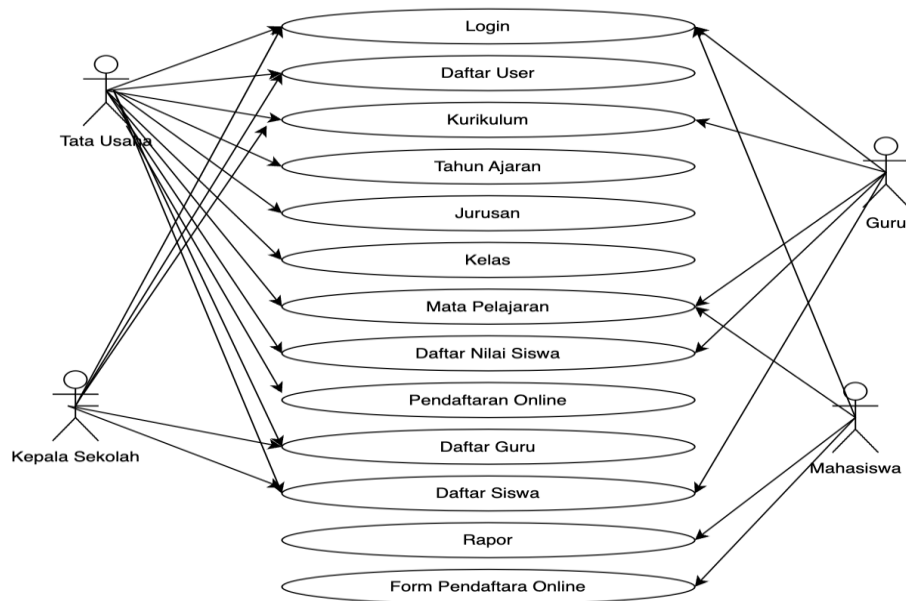 Login
Daftar User
Tata Usaha
Kurikulum
Tahun Ajaran
Guru
Jurusan
Kelas
Mata Pelajaran
Daftar Nilai Siswa
Pendaftaran Online
Kepala Sekolah
Daftar Guru
Mahasiswa
Daftar Siswa
Rapor
Form Pendaftara Online